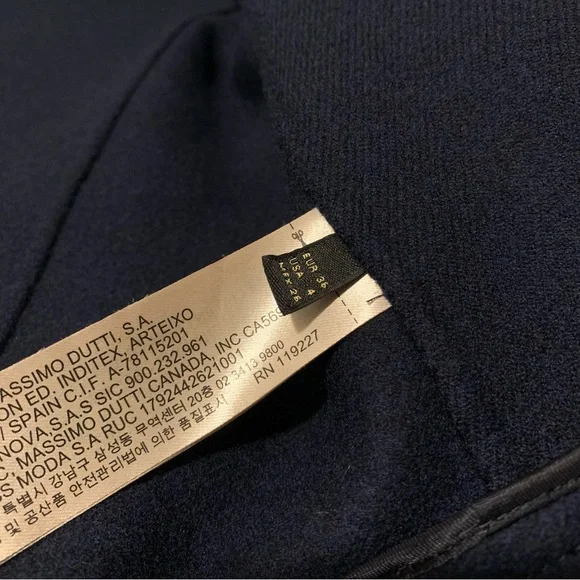 EUR 36
USA 4
MEX 26
MASSIMO DUTTI, S.A.
ON ED. INDITEX, ARTEIXO
SPAIN C.I.F. A-78115201
NOVA S.A.S SIC 900.232.961
C. MASSIMO DUTTI CANADA, INC CA569
S MODA S.A RUC 1792442621001
특별시 강남구 삼성동 무역센터 20층 02 3413 9800
및 공산품 안전관리법에 의한 품질표시 RN 119227